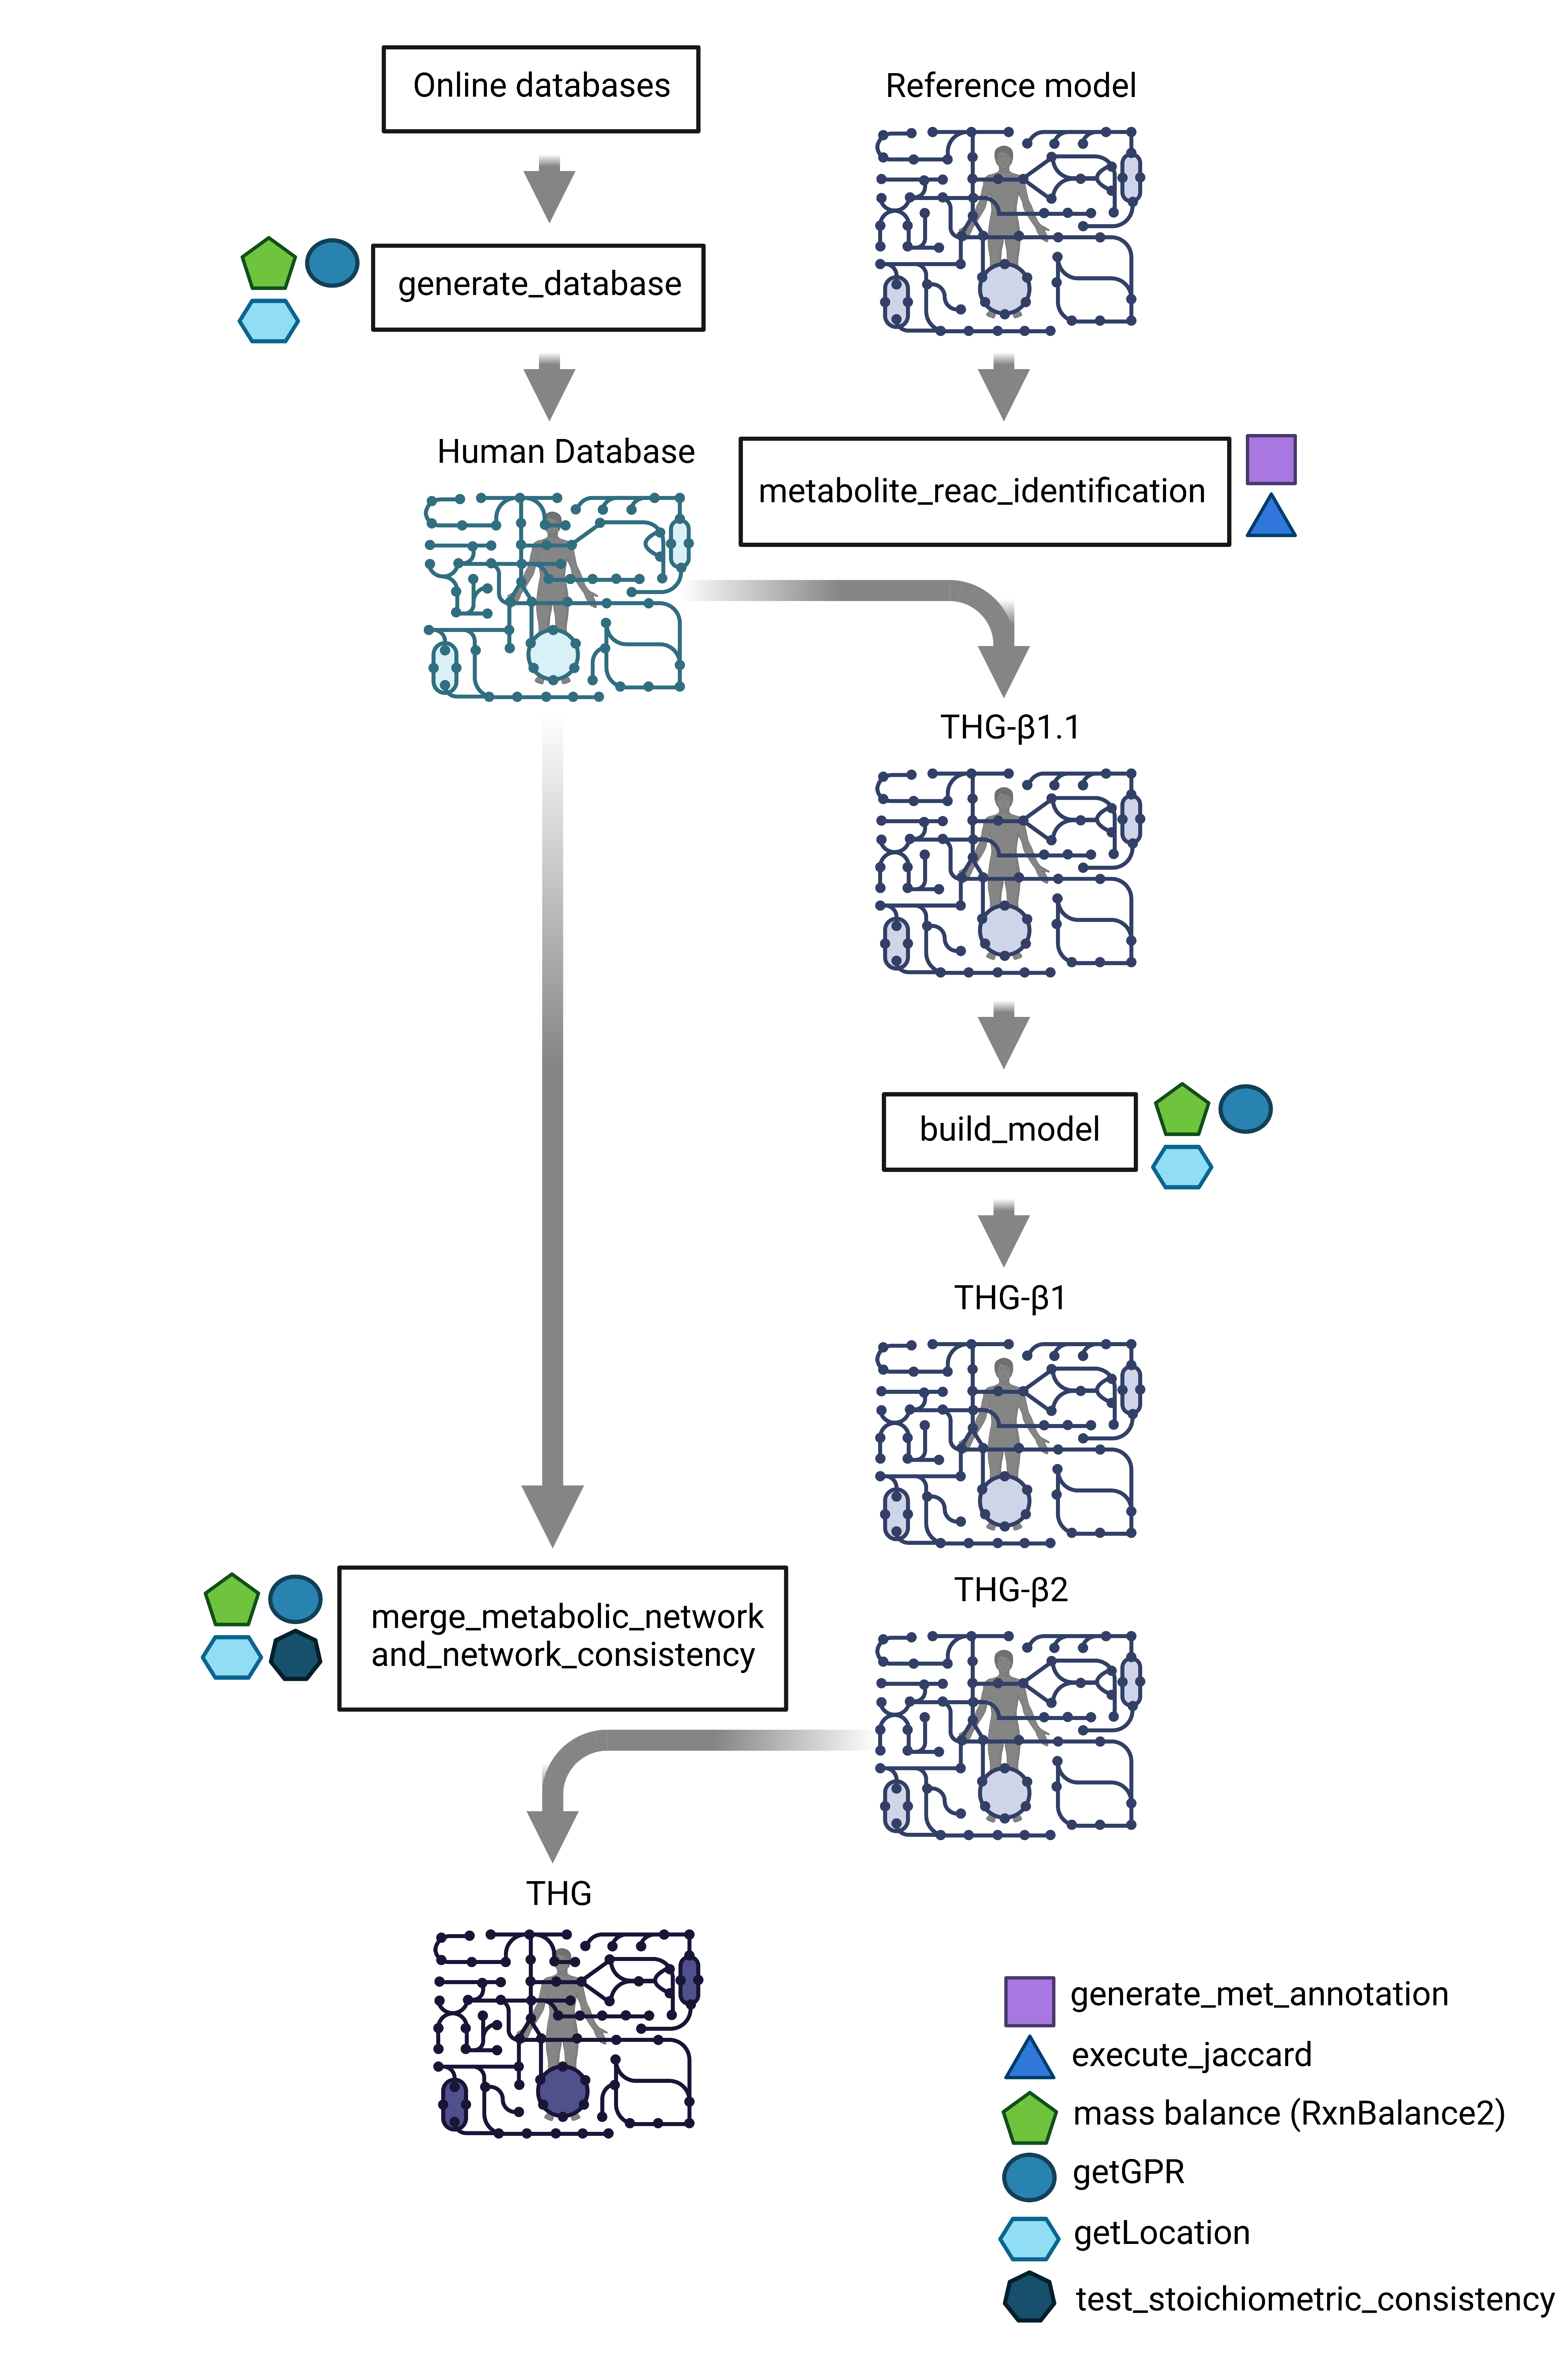 Online databases
Reference model
generate_database
Human Database
metabolite_reac_identification
THG-β1.1
build_model
THG-β1
merge_metabolic_network
and_network_consistency
THG-β2
THG
generate_met_annotation
execute_jaccard
mass balance (RxnBalance2)
getGPR
getLocation
test_stoichiometric_consistency